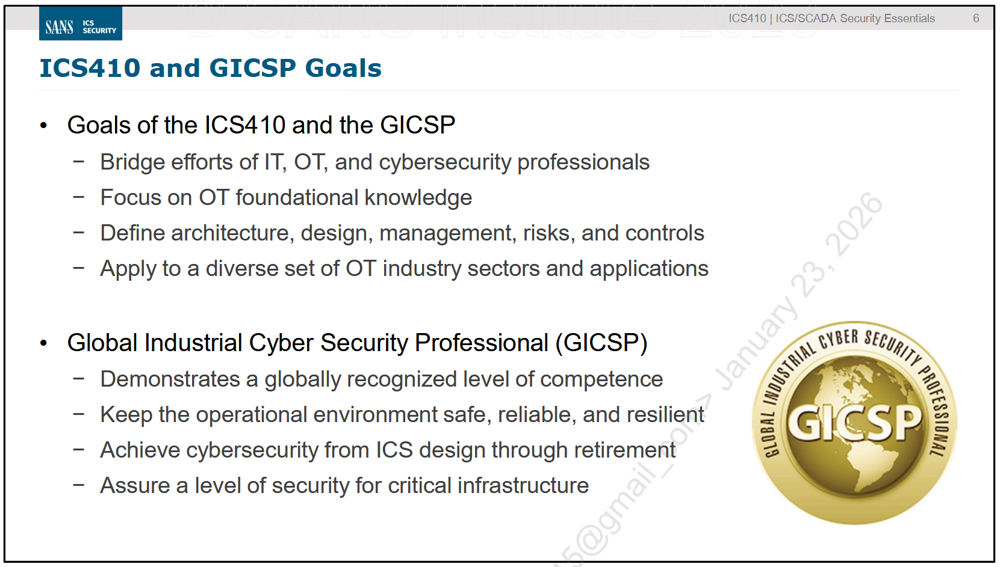 © SANS Institute 2026
SANS
ICS
SECURITY
ICS410 | ICS/SCADA Security Essentials
6
ICS410 and GICSP Goals
• Goals of the ICS410 and the GICSP
− Bridge efforts of IT, OT, and cybersecurity professionals
− Focus on OT foundational knowledge
− Define architecture, design, management, risks, and controls
− Apply to a diverse set of OT industry sectors and applications
• Global Industrial Cyber Security Professional (GICSP)
− Demonstrates a globally recognized level of competence
− Keep the operational environment safe, reliable, and resilient
− Achieve cybersecurity from ICS design through retirement
− Assure a level of security for critical infrastructure
GLOBAL INDUSTRIAL CYBER SECURITY PROFESSIONAL
GICSP
@gmail_com> January 23, 2026